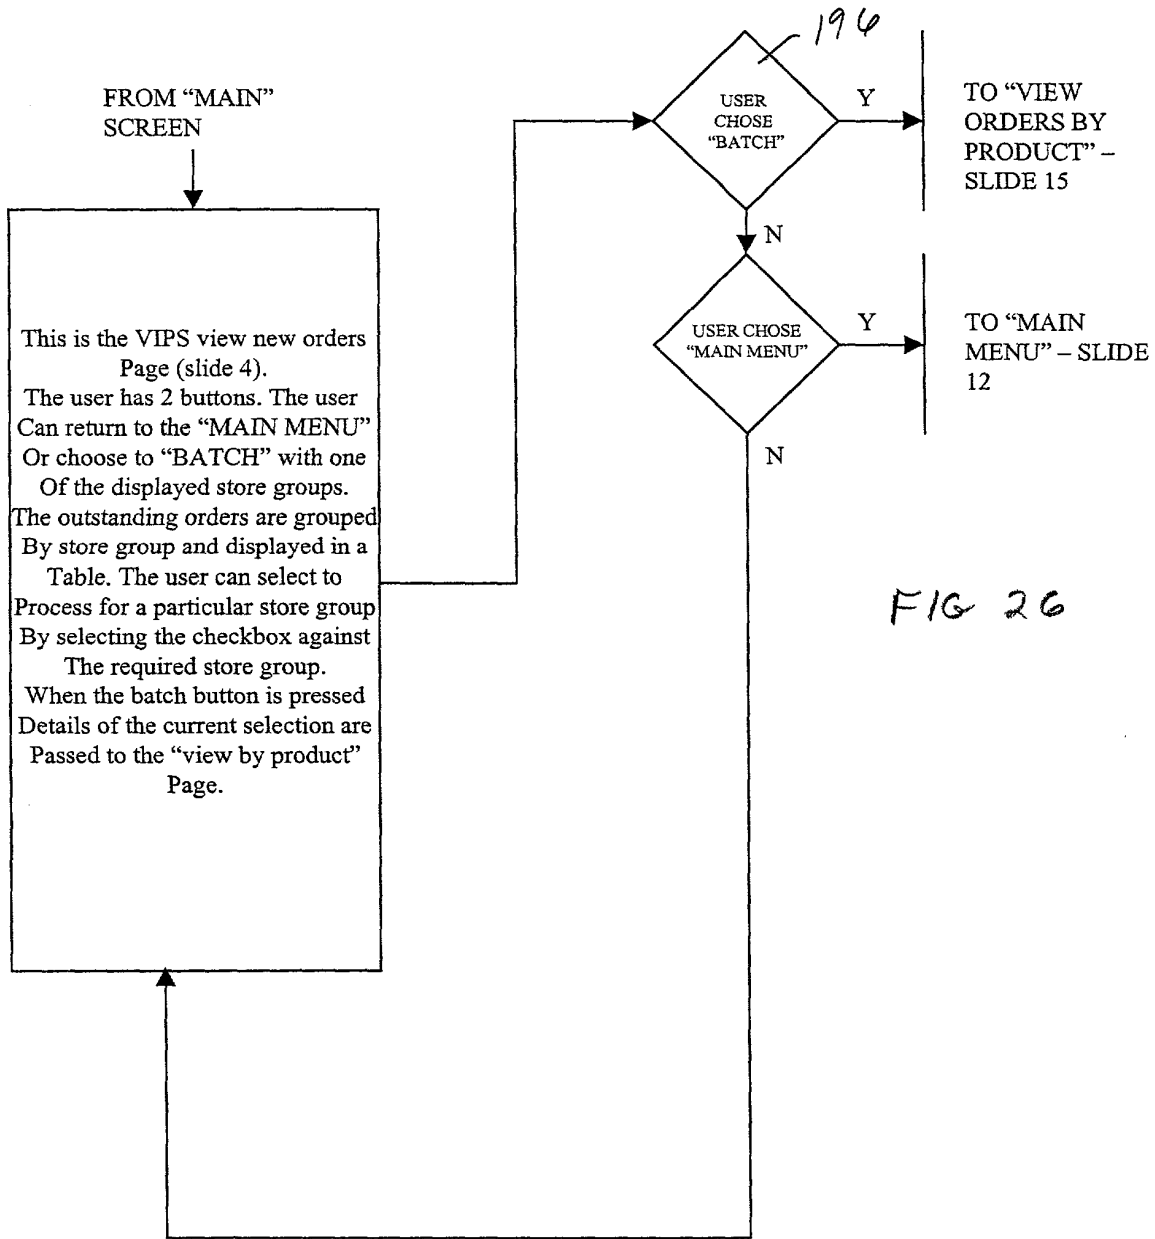 196
FROM “MAIN”
SCREEN
USER
CHOSE
“BATCH”
Y
TO “VIEW
ORDERS BY
PRODUCT” –
SLIDE 15
N
This is the VIPS view new orders
Page (slide 4).
The user has 2 buttons. The user
Can return to the “MAIN MENU”
Or choose to “BATCH” with one
Of the displayed store groups.
The outstanding orders are grouped
By store group and displayed in a
Table. The user can select to
Process for a particular store group
By selecting the checkbox against
The required store group.
When the batch button is pressed
Details of the current selection are
Passed to the “view by product”
Page.
USER CHOSE
“MAIN MENU”
Y
TO “MAIN
MENU” – SLIDE
12
N
FIG 26